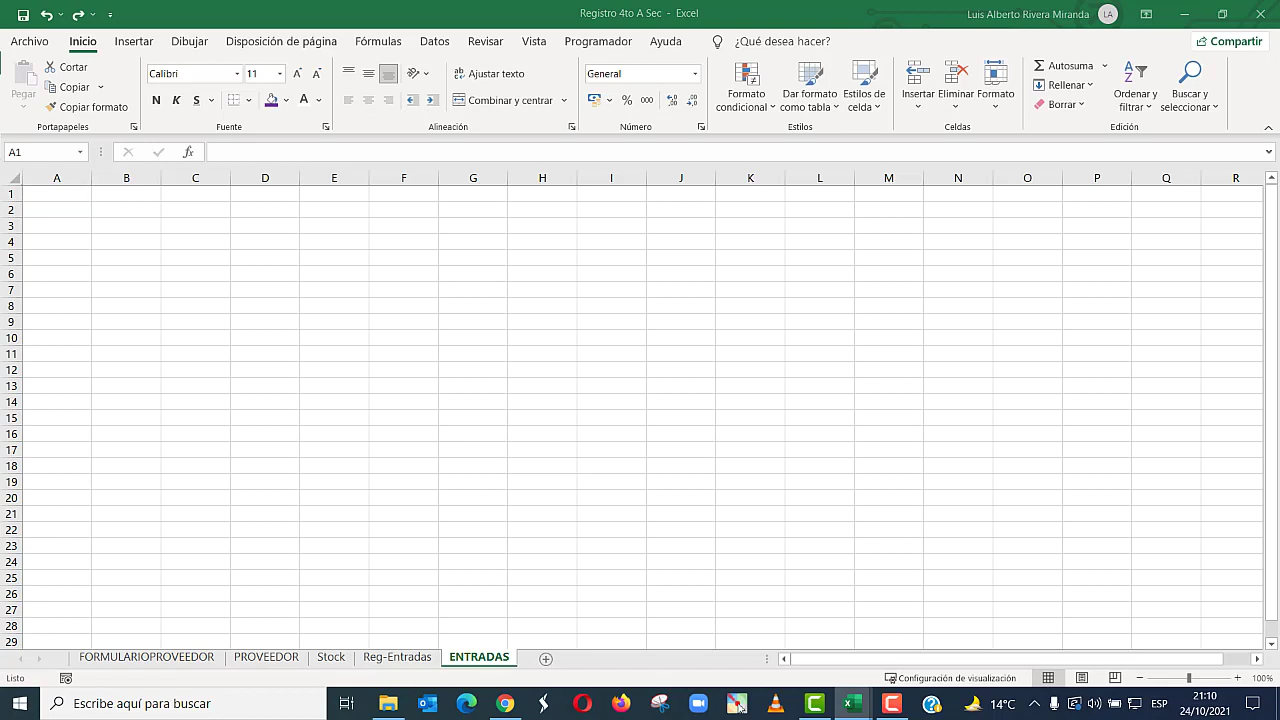 Registro 4to A Sec - Excel
Luis Alberto Rivera Miranda LA
Archivo Inicio Insertar Dibujar Disposición de página Fórmulas Datos Revisar Vista Programador Ayuda ¿Qué desea hacer? Compartir
Pegar
Cortar
Copiar
Copiar formato
Portapapeles
Calibri 11
N K S
Fuente
Ajustar texto
Combinar y centrar
Alineación
General
% 000
Número
Formato condicional
Dar formato como tabla
Estilos de celda
Estilos
Insertar Eliminar Formato
Celdas
Autosuma
Rellenar
Borrar
Ordenar y filtrar
Buscar y seleccionar
Edición
A1 fx
A B C D E F G H I J K L M N O P Q R
1
2
3
4
5
6
7
8
9
10
11
12
13
14
15
16
17
18
19
20
21
22
23
24
25
26
27
28
29
FORMULARIOPROVEEDOR PROVEEDOR Stock Reg-Entradas ENTRADAS
Listo Configuración de visualización 100%
Escribe aquí para buscar 14°C ESP 21:10
24/10/2021